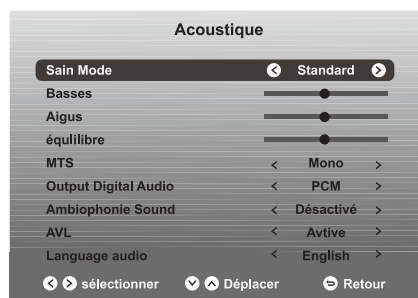 Acoustique
Sain Mode Standard
Basses
Aigus
équlilibre
MTS Mono
Output Digital Audio PCM
Ambiophonie Sound Désactivé
AVL Avtive
Language audio English
sélectionner Déplacer Retour